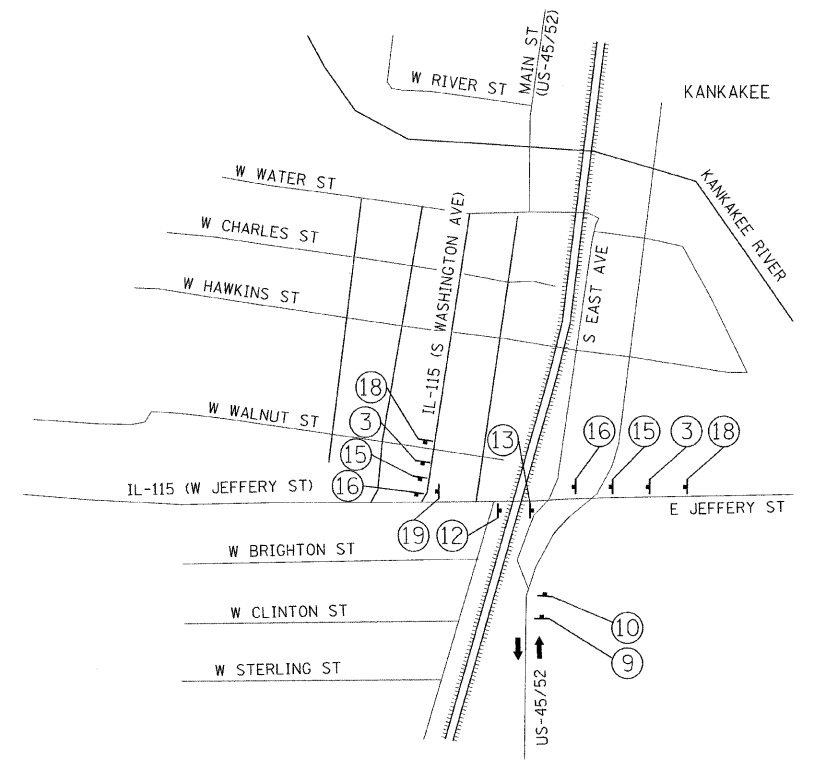 MAIN ST
(US-45/52)
W RIVER ST
KANKAKEE
W WATER ST
KANKAKEE RIVER
W CHARLES ST
IL-115 (S WASHINGTON AVE)
W HAWKINS ST
S EAST AVE
18
W WALNUT ST
3
13
16
15
3
18
15
16
IL-115 (W JEFFERY ST)
E JEFFERY ST
19
12
W BRIGHTON ST
W CLINTON ST
10
9
W STERLING ST
US-45/52